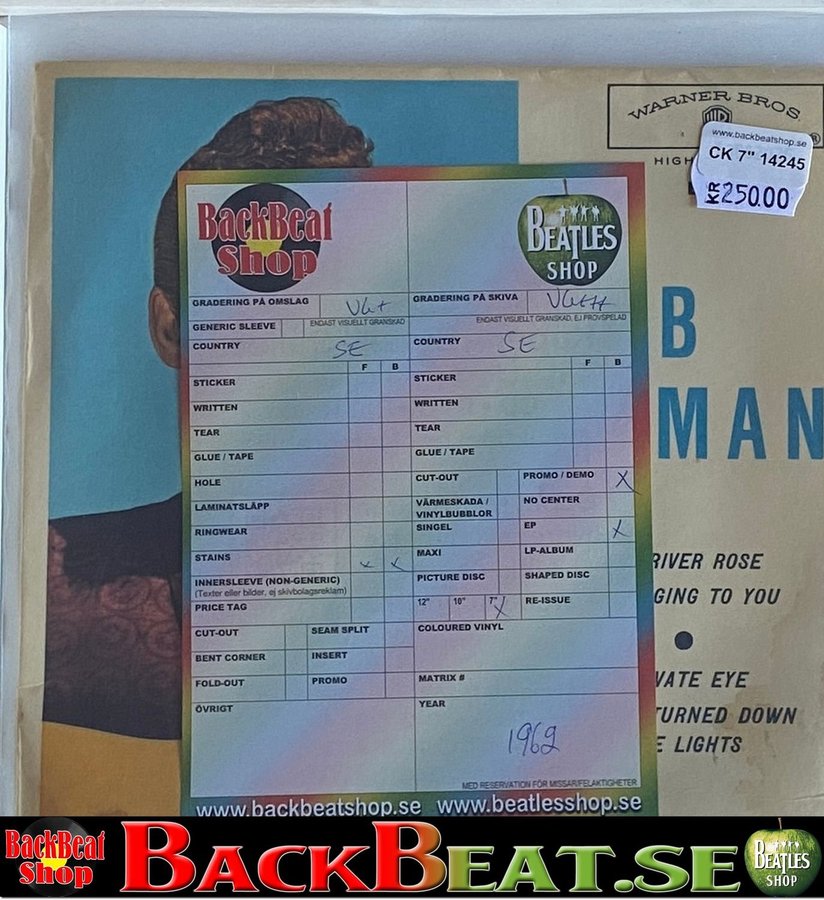 WARNER BROS.
WB
HIGH
www.backbeatshop.se
CK 7" 14245
KR 250.00
B
MAN
RIVER ROSE
GING TO YOU
VATE EYE
TURNED DOWN
E LIGHTS
BackBeat
Shop
BEATLES
SHOP
GRADERING PÅ OMSLAG VG+
GENERIC SLEEVE
ENDAST VISUELLT GRANSKAD
COUNTRY SE
F B
STICKER
WRITTEN
TEAR
GLUE / TAPE
HOLE
LAMINATSLÄPP
RINGWEAR
STAINS x x
INNERSLEEVE (NON-GENERIC)
(Texter eller bilder, ej skivbolagsreklam)
PRICE TAG
CUT-OUT SEAM SPLIT
BENT CORNER INSERT
FOLD-OUT PROMO
ÖVRIGT
GRADERING PÅ SKIVA VG++
ENDAST VISUELLT GRANSKAD, EJ PROVSPELAD
COUNTRY SE
F B
STICKER
WRITTEN
TEAR
GLUE / TAPE
CUT-OUT PROMO / DEMO X
VÄRMESKADA / NO CENTER
VINYLBUBBLOR
SINGEL EP X
MAXI LP-ALBUM
PICTURE DISC SHAPED DISC
12" 10" 7" X RE-ISSUE
COLOURED VINYL
MATRIX #
YEAR
1962
MED RESERVATION FÖR MISSAR/FELAKTIGHETER
www.backbeatshop.se www.beatlesshop.se
BackBeat
Shop
BACKBEAT.SE
BEATLES
SHOP